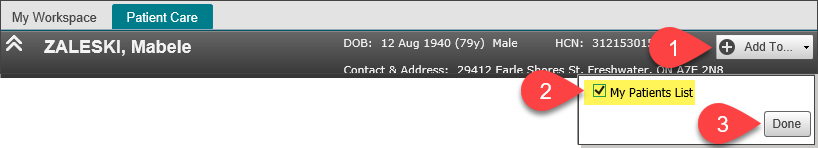 My Workspace Patient Care
ZALESKI, Mabele DOB: 12 Aug 1940 (79y) Male HCN: 312153015 1 Add To...
Contact & Address: 29412 Earle Shores St, Freshwater, ON A7E 2N8
2 My Patients List
3 Done